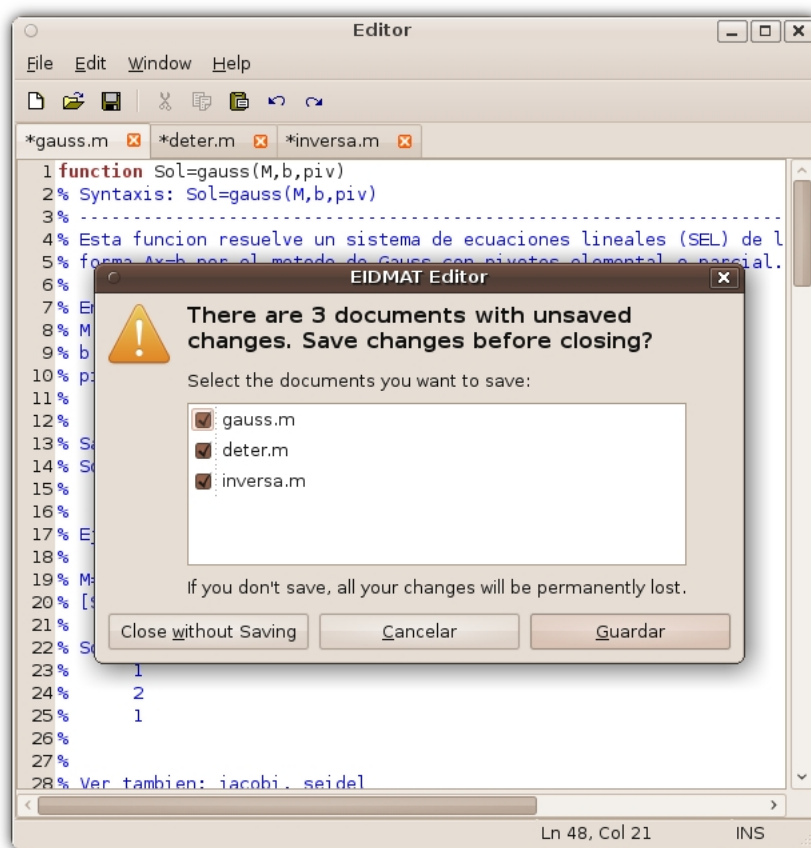 Editor
File Edit Window Help
*gauss.m *deter.m *inversa.m
1 function Sol=gauss(M,b,piv)
2 % Syntaxis: Sol=gauss(M,b,piv)
3 % --------------------------------------------------------------
4 % Esta funcion resuelve un sistema de ecuaciones lineales (SEL) de l
5 % forma Ax=b por el metodo de Gauss con pivotes elemental o parcial.
6 %
7 % En
8 % M
9 % b
10 %
11 %
12 %
13 % Sa
14 % So
15 %
16 %
17 % Ej
18 %
19 % M=
20 % [S
21 %
22 % So
23 % 1
24 % 2
25 % 1
26 %
27 %
28 % Ver tambien: jacobi, seidel
EIDMAT Editor
There are 3 documents with unsaved
changes. Save changes before closing?
Select the documents you want to save:
gauss.m
deter.m
inversa.m
If you don't save, all your changes will be permanently lost.
Close without Saving Cancelar Guardar
Ln 48, Col 21 INS